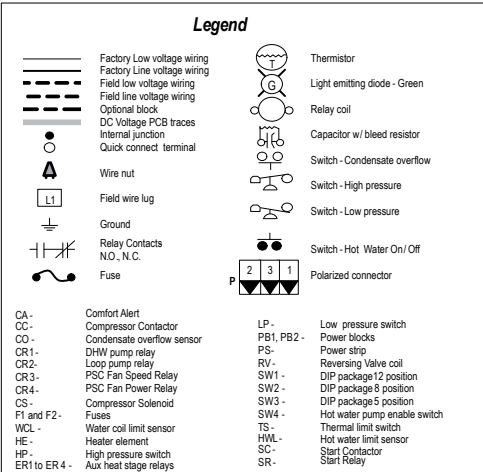 Legend
Factory Low voltage wiring
Factory Line voltage wiring
Field low voltage wiring
Field line voltage wiring
Optional block
DC Voltage PCB traces
Internal junction
Quick connect terminal
Wire nut
L1 Field wire lug
Ground
Relay Contacts
N.O., N.C.
Fuse
T Thermistor
G Light emitting diode - Green
Relay coil
Capacitor w/ bleed resistor
Switch - Condensate overflow
Switch - High pressure
Switch - Low pressure
Switch - Hot Water On/ Off
P 2 3 1 Polarized connector
CA - Comfort Alert
CC - Compressor Contactor
CO - Condensate overflow sensor
CR1 - DHW pump relay
CR2- Loop pump relay
CR3 - PSC Fan Speed Relay
CR4 - PSC Fan Power Relay
CS - Compressor Solenoid
F1 and F2 - Fuses
WCL - Water coil limit sensor
HE - Heater element
HP - High pressure switch
ER1 to ER4 - Aux heat stage relays
LP - Low pressure switch
PB1, PB2 - Power blocks
PS- Power strip
RV - Reversing Valve coil
SW1 - DIP package 12 position
SW2 - DIP package 8 position
SW3 - DIP package 5 position
SW4 - Hot water pump enable switch
TS - Thermal limit switch
HWL- Hot water limit sensor
SC - Start Contactor
SR - Start Relay